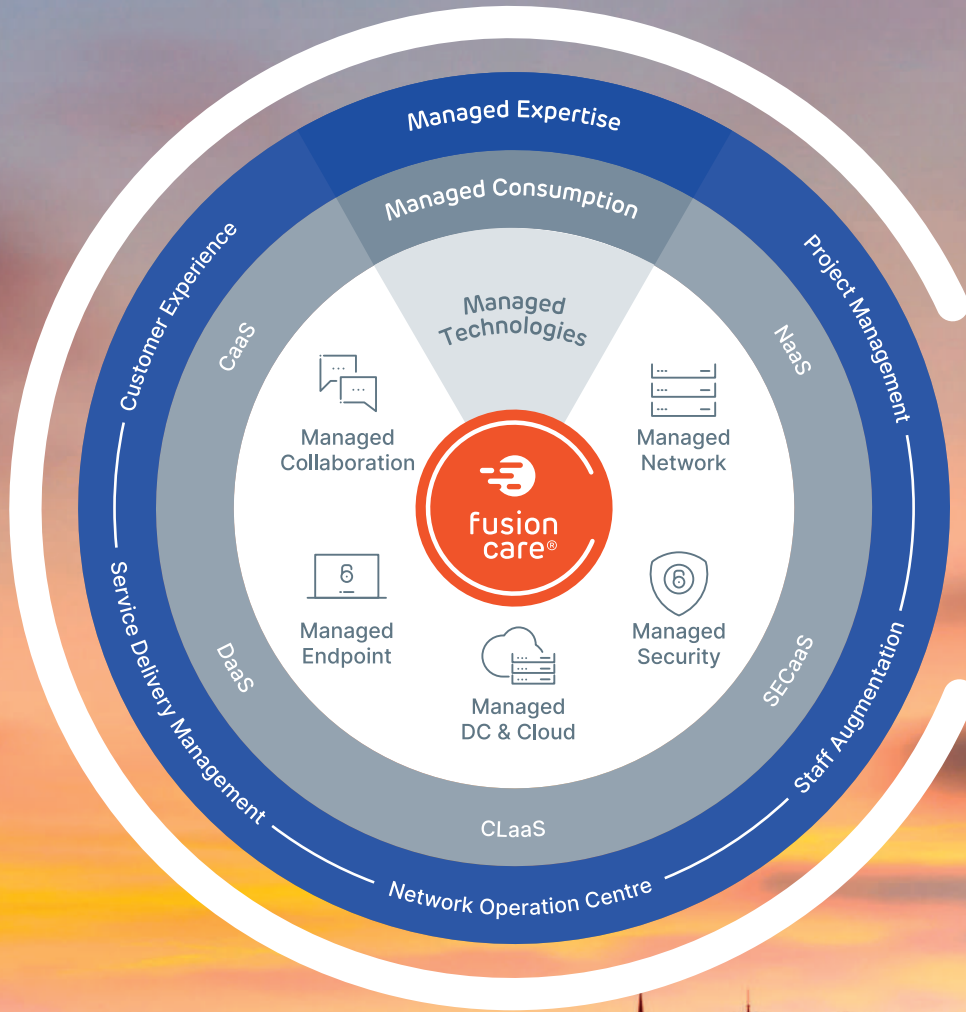 Managed Expertise
Managed Consumption
Managed
Technologies
Customer Experience
Project Management
CaaS
NaaS
Managed
Collaboration
Managed
Network
fusion
care®
Managed
Endpoint
Managed
Security
Managed
DC & Cloud
DaaS
SECaaS
CLaaS
Service Delivery Management
Staff Augmentation
Network Operation Centre